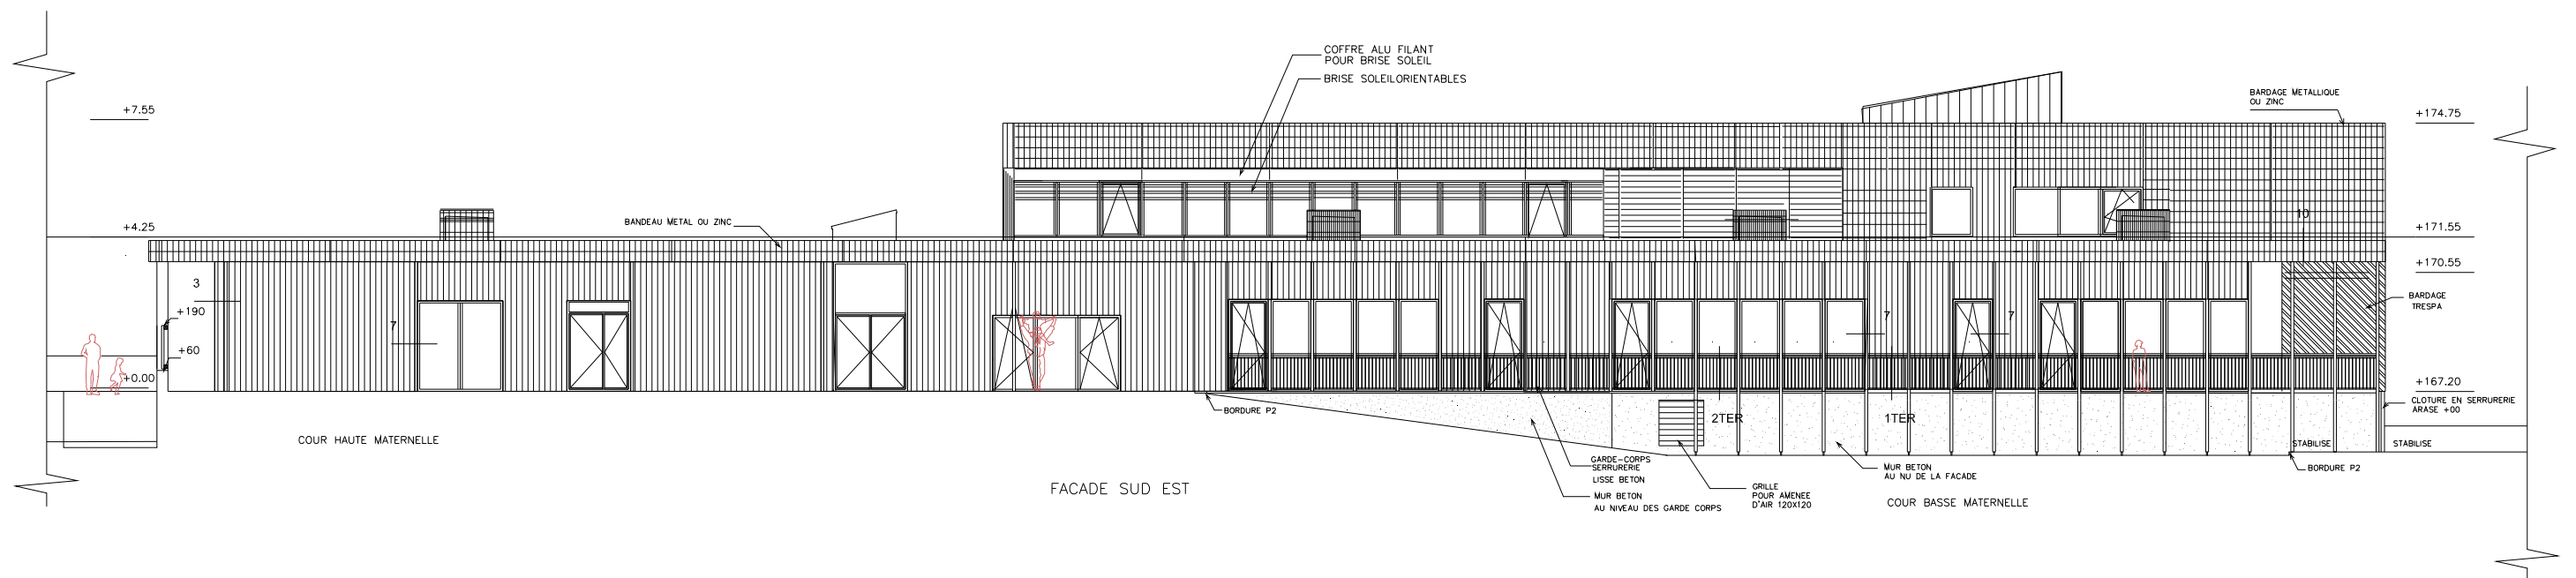 COFFRE ALU FILANT
POUR BRISE SOLEIL
BRISE SOLEILORIENTABLES
BARDAGE METALLIQUE
OU ZINC
+7.55
+174.75
BANDEAU METAL OU ZINC
10
+4.25
+171.55
+170.55
3
BARDAGE
TRESPA
+190
7
7
7
+60
+0.00
+167.20
CLOTURE EN SERRURERIE
ARASE +00
BORDURE P2
2TER
1TER
COUR HAUTE MATERNELLE
STABILISE
STABILISE
GARDE-CORPS
SERRURERIE
LISSE BETON
MUR BETON
AU NU DE LA FACADE
BORDURE P2
FACADE SUD EST
MUR BETON
AU NIVEAU DES GARDE CORPS
GRILLE
POUR AMENEE
D'AIR 120X120
COUR BASSE MATERNELLE